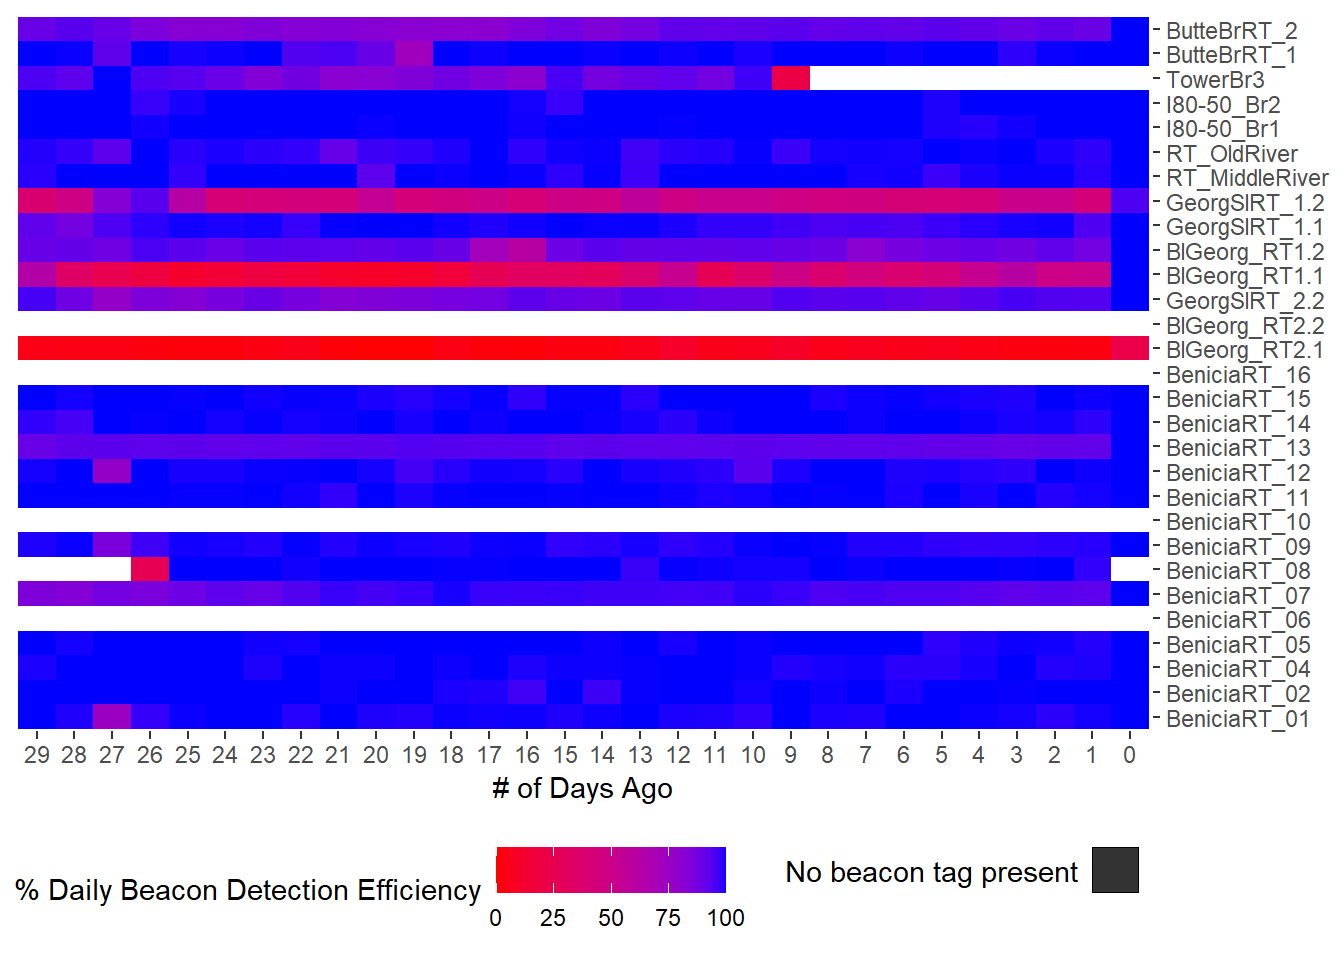 ButteBrRT_2
ButteBrRT_1
TowerBr3
I80-50_Br2
I80-50_Br1
RT_OldRiver
RT_MiddleRiver
GeorgSlRT_1.2
GeorgSlRT_1.1
BlGeorg_RT1.2
BlGeorg_RT1.1
GeorgSlRT_2.2
BlGeorg_RT2.2
BlGeorg_RT2.1
BeniciaRT_16
BeniciaRT_15
BeniciaRT_14
BeniciaRT_13
BeniciaRT_12
BeniciaRT_11
BeniciaRT_10
BeniciaRT_09
BeniciaRT_08
BeniciaRT_07
BeniciaRT_06
BeniciaRT_05
BeniciaRT_04
BeniciaRT_02
BeniciaRT_01
29 28 27 26 25 24 23 22 21 20 19 18 17 16 15 14 13 12 11 10 9 8 7 6 5 4 3 2 1 0
# of Days Ago
% Daily Beacon Detection Efficiency
0 25 50 75 100
No beacon tag present